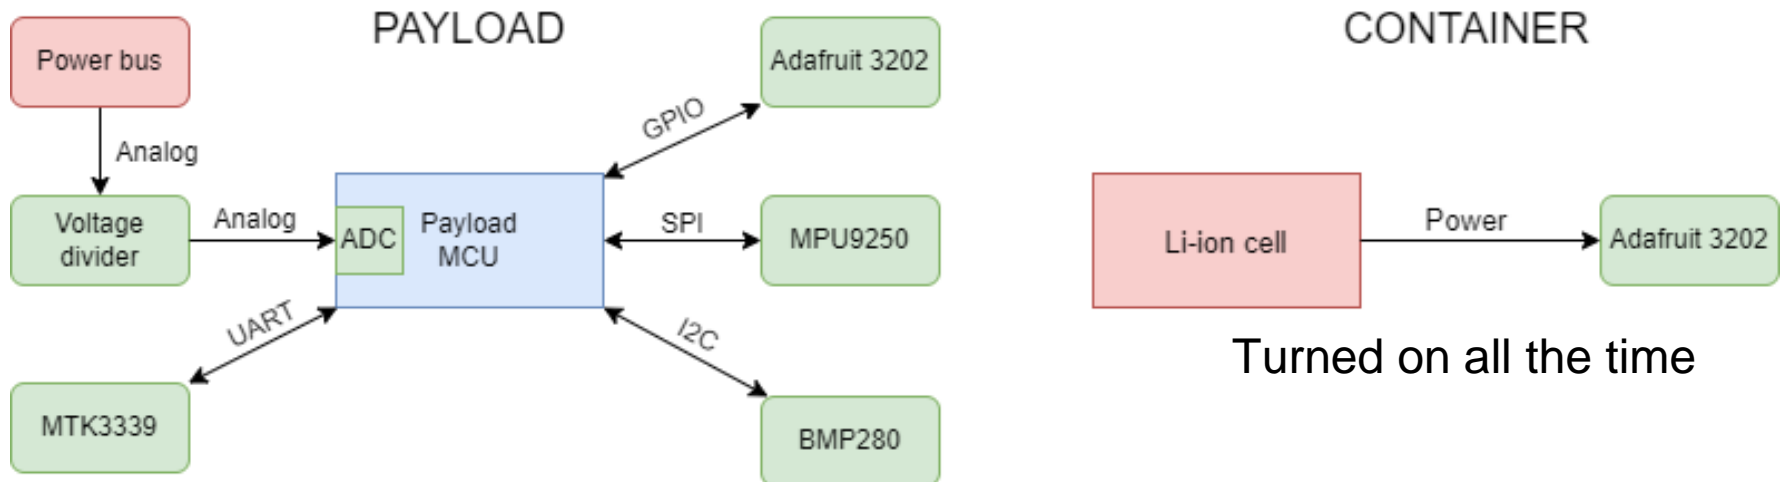 PAYLOAD
Power bus
Analog
Voltage
divider
Analog
ADC
Payload
MCU
GPIO
Adafruit 3202
SPI
MPU9250
UART
MTK3339
I2C
BMP280
CONTAINER
Li-ion cell
Power
Adafruit 3202
Turned on all the time